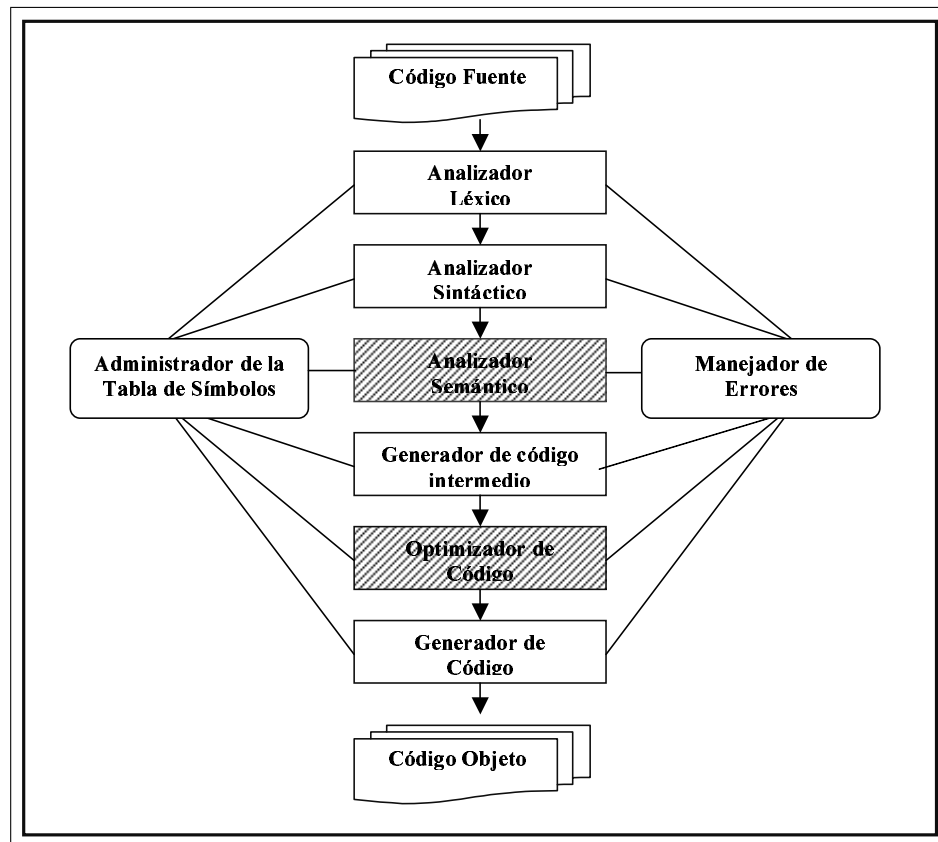 Código Fuente
Analizador
Léxico
Analizador
Sintáctico
Administrador de la
Tabla de Símbolos
Analizador
Semántico
Manejador de
Errores
Generador de código
intermedio
Optimizador de
Código
Generador de
Código
Código Objeto